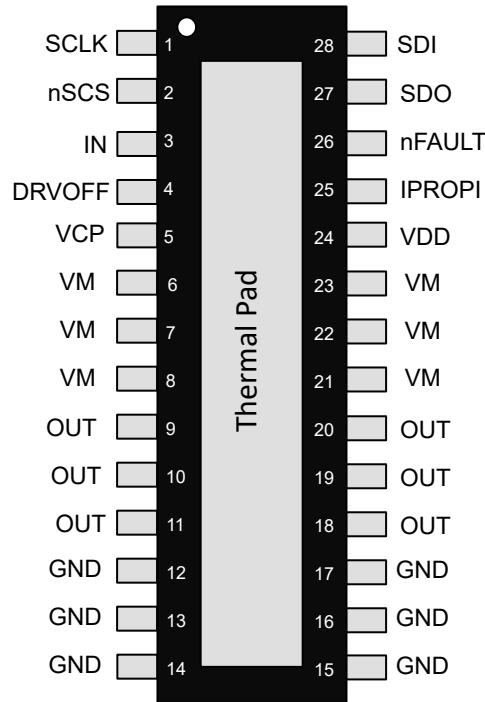 SCLK 1 28 SDI
nSCS 2 27 SDO
IN 3 26 nFAULT
DRVOFF 4 25 IPROPI
VCP 5 24 VDD
VM 6 23 VM
VM 7 22 VM
VM 8 21 VM
OUT 9 20 OUT
OUT 10 19 OUT
OUT 11 18 OUT
GND 12 17 GND
GND 13 16 GND
GND 14 15 GND
Thermal Pad